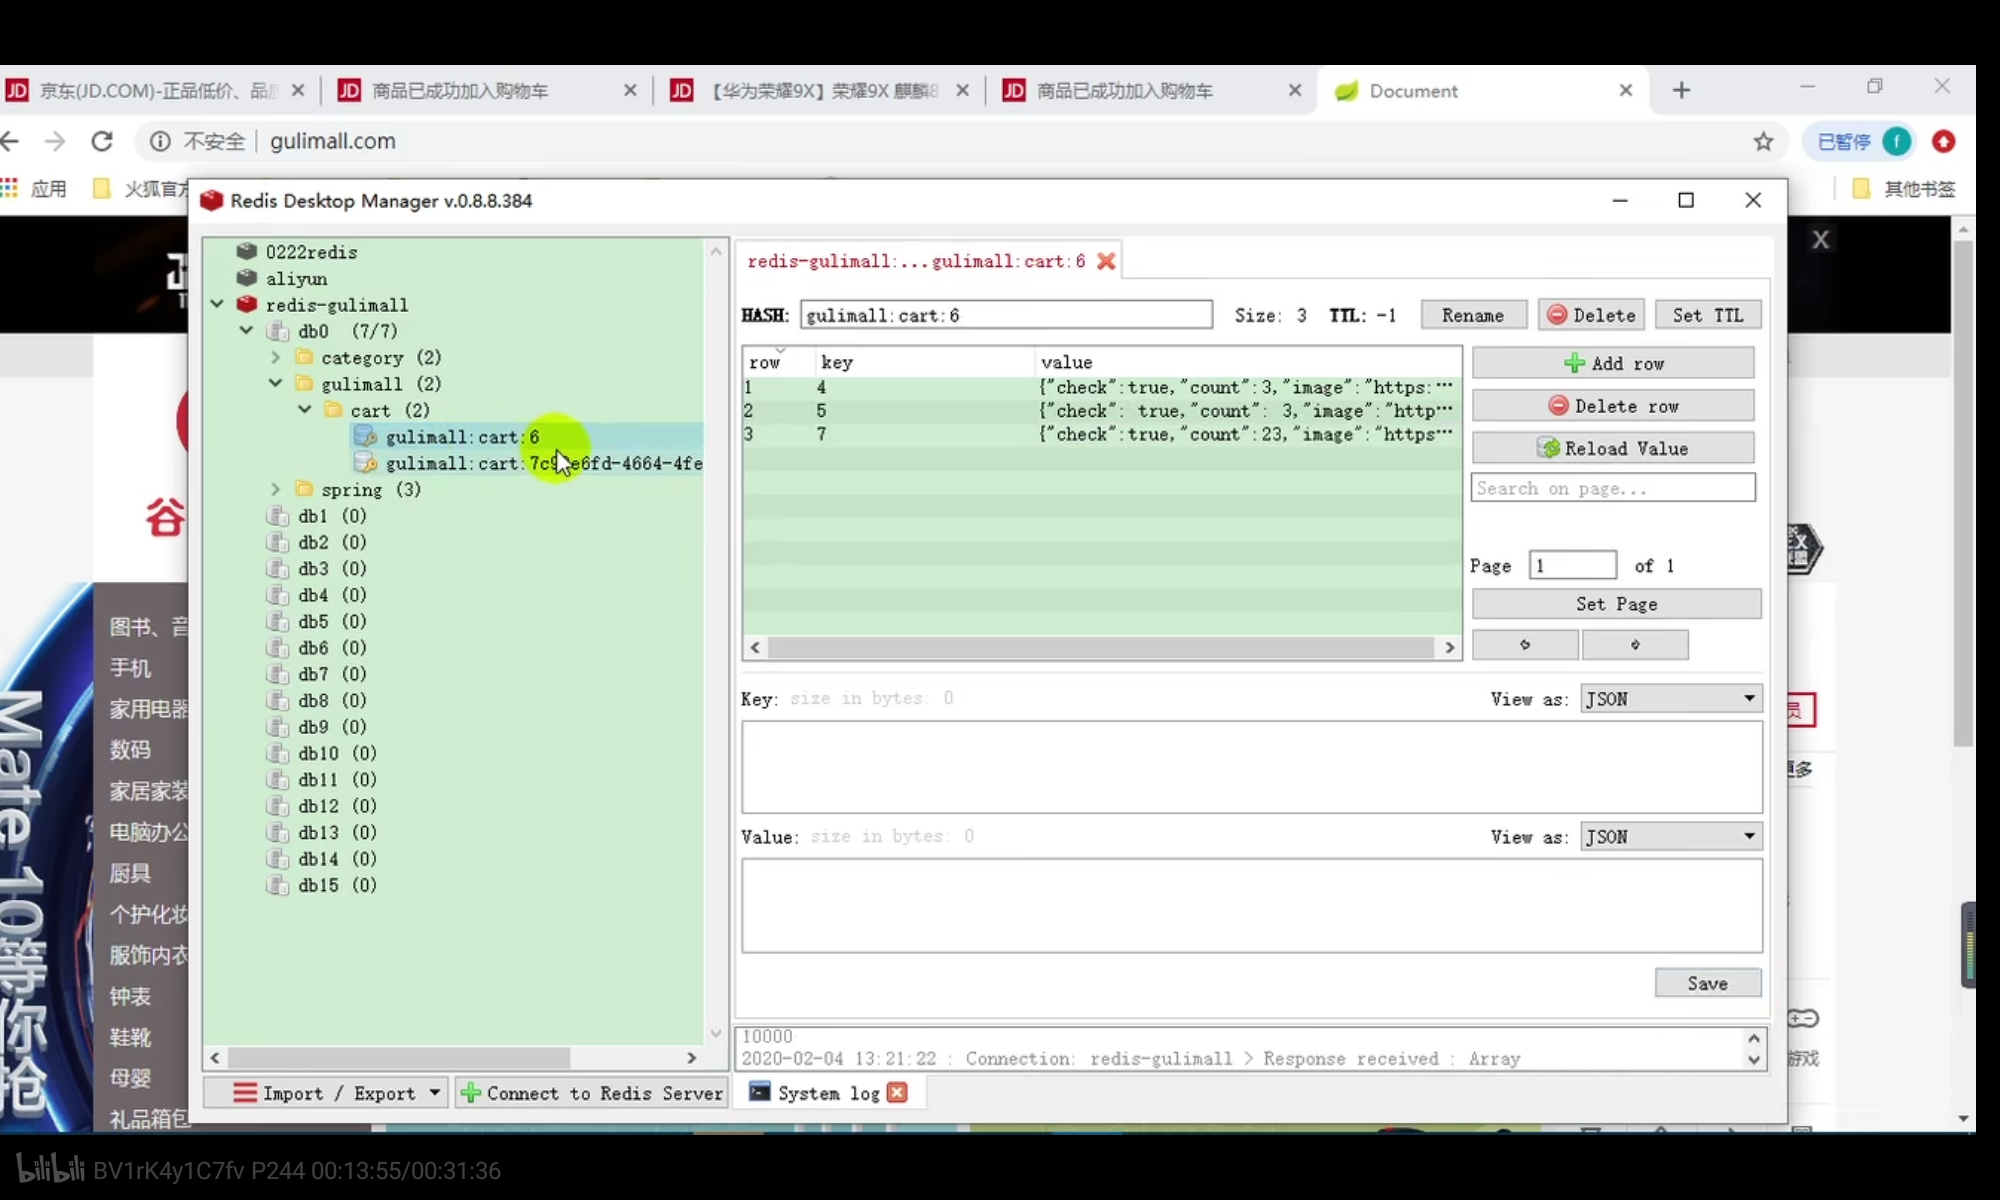 京东(JD.COM)-正品低价、品 商品已成功加入购物车 【华为荣耀9X】荣耀9X 麒麟8 商品已成功加入购物车 Document
不安全 gulimall.com 已暂停 f
应用 火狐官方 其他书签
Redis Desktop Manager v.0.8.8.384
0222redis
aliyun
redis-gulimall
db0 (7/7)
category (2)
gulimall (2)
cart (2)
gulimall:cart:6
gulimall:cart:7c9 e6fd-4664-4fe
spring (3)
db1 (0)
db2 (0)
db3 (0)
db4 (0)
db5 (0)
db6 (0)
db7 (0)
db8 (0)
db9 (0)
db10 (0)
db11 (0)
db12 (0)
db13 (0)
db14 (0)
db15 (0)
Import / Export Connect to Redis Server
redis-gulimall:...gulimall:cart:6
HASH: gulimall:cart:6 Size: 3 TTL: -1 Rename Delete Set TTL
row key value
1 4 {"check":true,"count":3,"image":"https:···
2 5 {"check": true,"count": 3,"image":"http···
3 7 {"check":true,"count":23,"image":"https···
Add row
Delete row
Reload Value
Search on page...
Page 1 of 1
Set Page
Key: size in bytes: 0 View as: JSON
Value: size in bytes: 0 View as: JSON
Save
10000
2020-02-04 13:21:22 : Connection: redis-gulimall > Response received : Array
System log
谷
图书、音
手机
家用电器
数码
家居家装
电脑办公
厨具
个护化妆
服饰内衣
钟表
鞋靴
母婴
礼品箱包
Mate 10等你抢
X
员
更多
游戏
bilibili BV1rK4y1C7fv P244 00:13:55/00:31:36